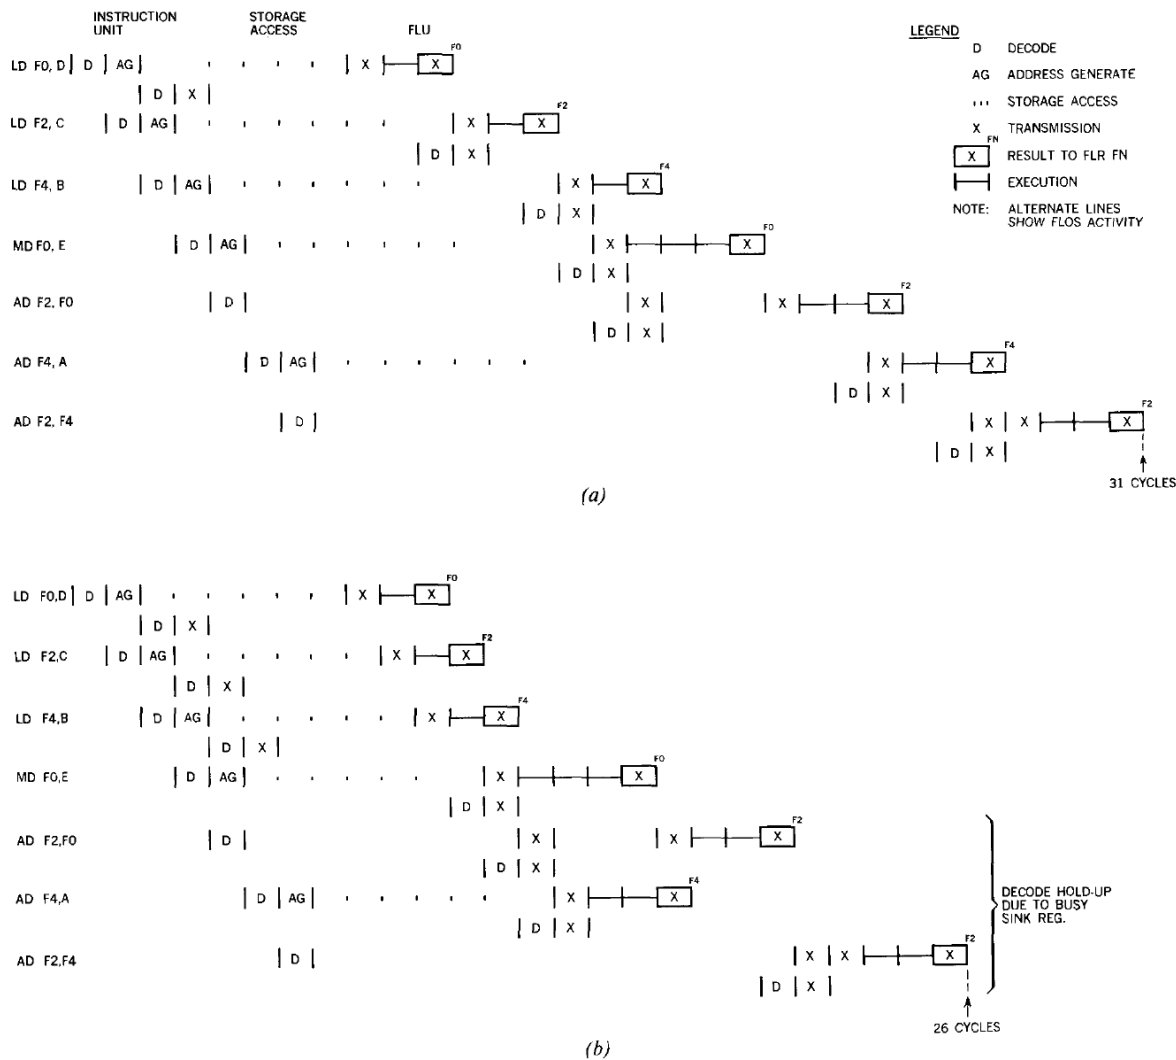 INSTRUCTION UNIT STORAGE ACCESS FLU
LEGEND
D DECODE
AG ADDRESS GENERATE
STORAGE ACCESS
X TRANSMISSION
FN
X RESULT TO FLR FN
EXECUTION
NOTE: ALTERNATE LINES
SHOW FLOS ACTIVITY
LD F0, D D AG X X F0
D X
LD F2, C D AG X X F2
D X
LD F4, B D AG X X F4
D X
MD F0, E D AG X X F0
D X
AD F2, F0 D X X X F2
D X
AD F4, A D AG X X F4
D X
AD F2, F4 D X X X F2
D X
31 CYCLES
(a)
LD F0,D D AG X X F0
D X
LD F2,C D AG X X F2
D X
LD F4,B D AG X X F4
D X
MD F0,E D AG X X F0
D X
AD F2,F0 D X X X F2
D X
AD F4,A D AG X X F4
D X
AD F2,F4 D X X X F2
D X
DECODE HOLD-UP
DUE TO BUSY
SINK REG.
26 CYCLES
(b)